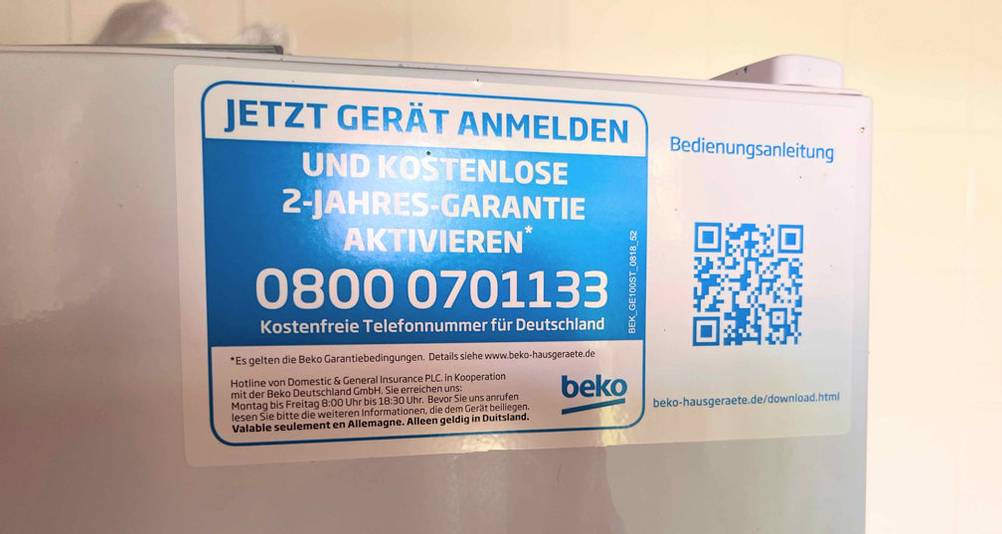 JETZT GERÄT ANMELDEN
UND KOSTENLOSE
2-JAHRES-GARANTIE
AKTIVIEREN*
0800 0701133
Kostenfreie Telefonnummer für Deutschland
BEK_GE100ST_0818_52
*Es gelten die Beko Garantiebedingungen. Details siehe www.beko-hausgeraete.de
Hotline von Domestic & General Insurance PLC. in Kooperation
mit der Beko Deutschland GmbH. Sie erreichen uns:
Montag bis Freitag 8:00 Uhr bis 18:30 Uhr. Bevor Sie uns anrufen
lesen Sie bitte die weiteren Informationen, die dem Gerät beiliegen.
Valable seulement en Allemagne. Alleen geldig in Duitsland.
beko
Bedienungsanleitung
beko-hausgeraete.de/download.html